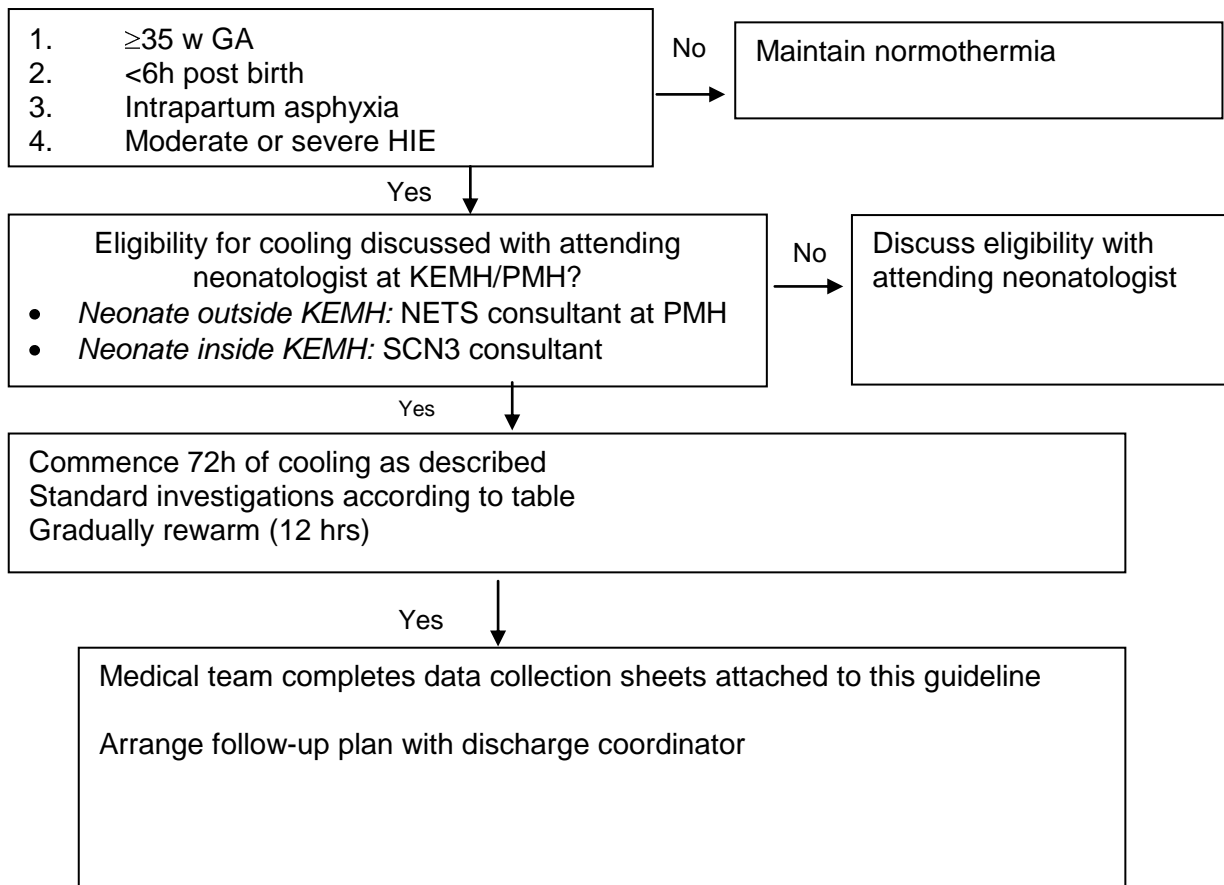 1. ≥35 w GA
2. <6h post birth
3. Intrapartum asphyxia
4. Moderate or severe HIE
No
Maintain normothermia
Yes
Eligibility for cooling discussed with attending
neonatologist at KEMH/PMH?
• Neonate outside KEMH: NETS consultant at PMH
• Neonate inside KEMH: SCN3 consultant
No
Discuss eligibility with
attending neonatologist
Yes
Commence 72h of cooling as described
Standard investigations according to table
Gradually rewarm (12 hrs)
Yes
Medical team completes data collection sheets attached to this guideline
Arrange follow-up plan with discharge coordinator